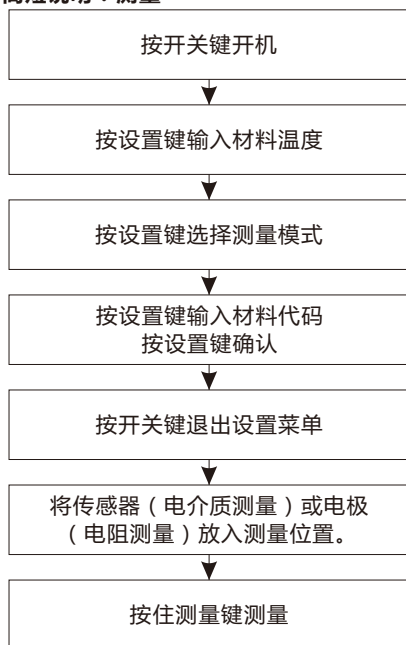 按开关键开机
按设置键输入材料温度
按设置键选择测量模式
按设置键输入材料代码
按设置键确认
按开关键退出设置菜单
将传感器（电介质测量）或电极
（电阻测量）放入测量位置。
按住测量键测量